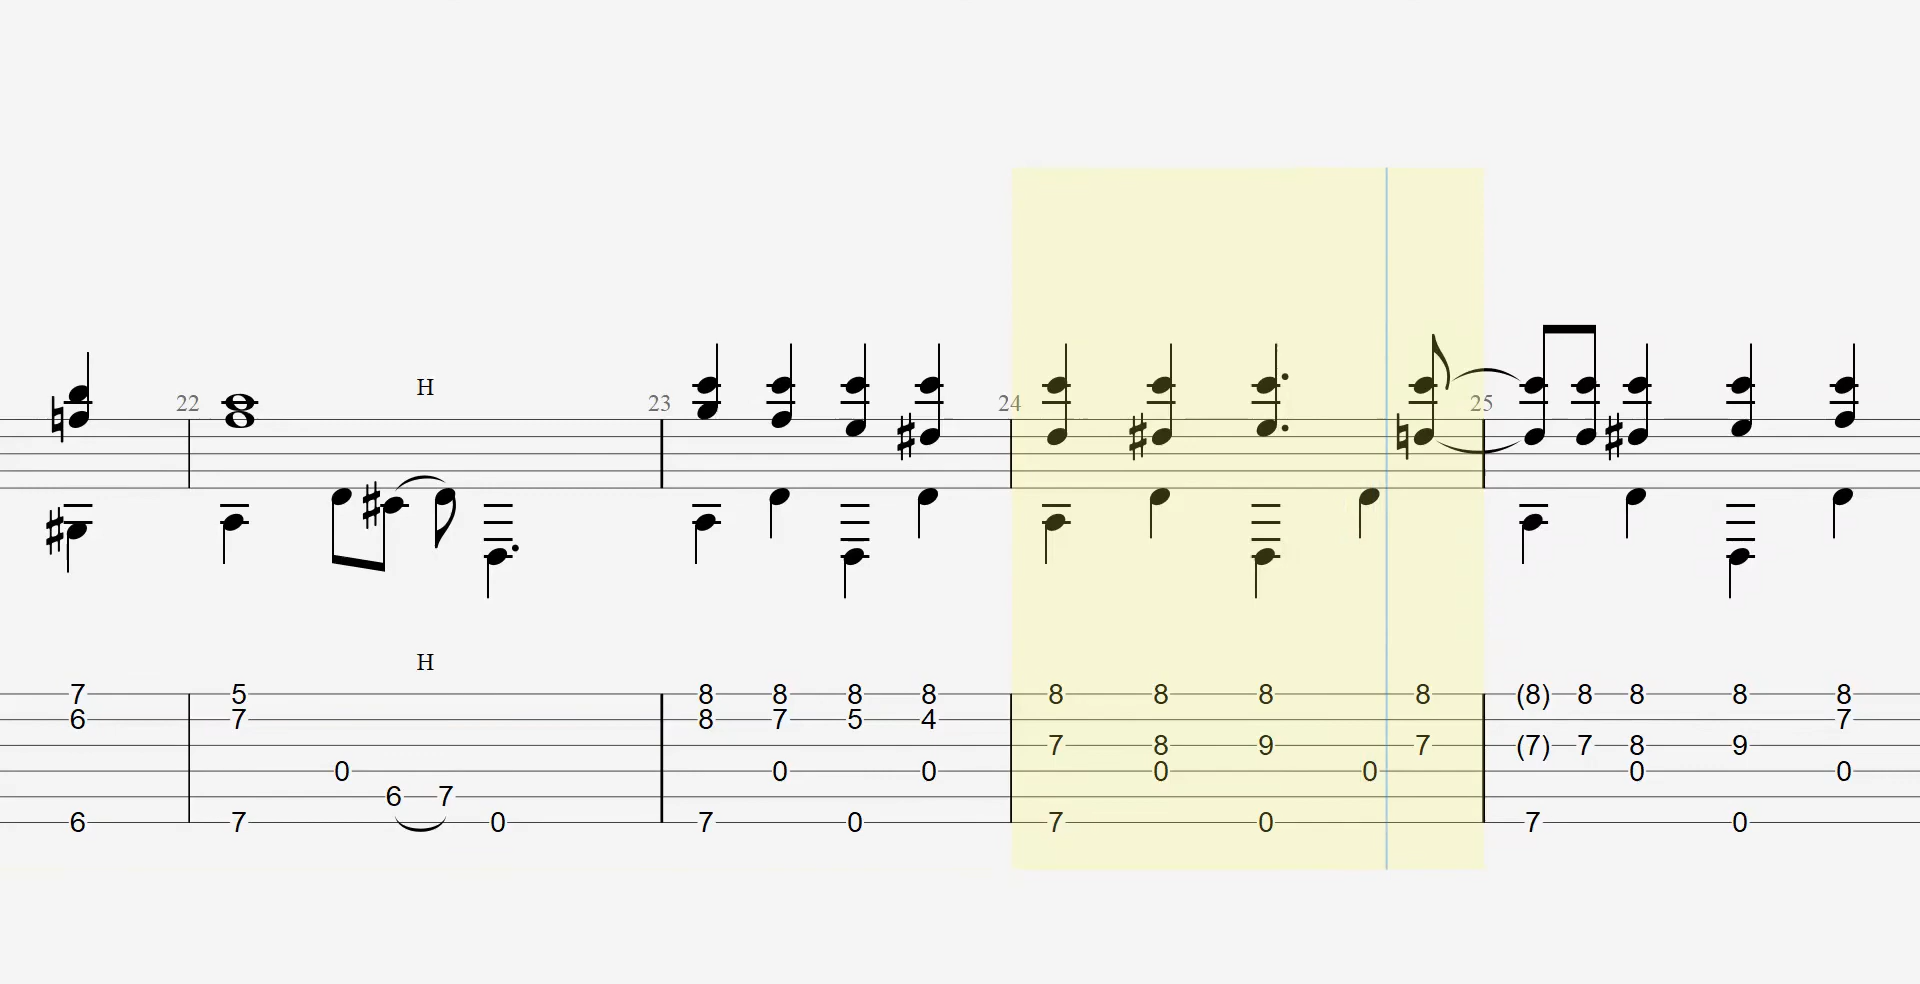 H
22 23 24 25
H
7 5 8 8 8 8 8 8 8 8 (8) 8 8 8 8
6 7 8 7 5 4 7
7 8 9 7 (7) 7 8 9
0 0 0 0 0 0 0
6 7
6 7 0 7 0 7 0 7 0